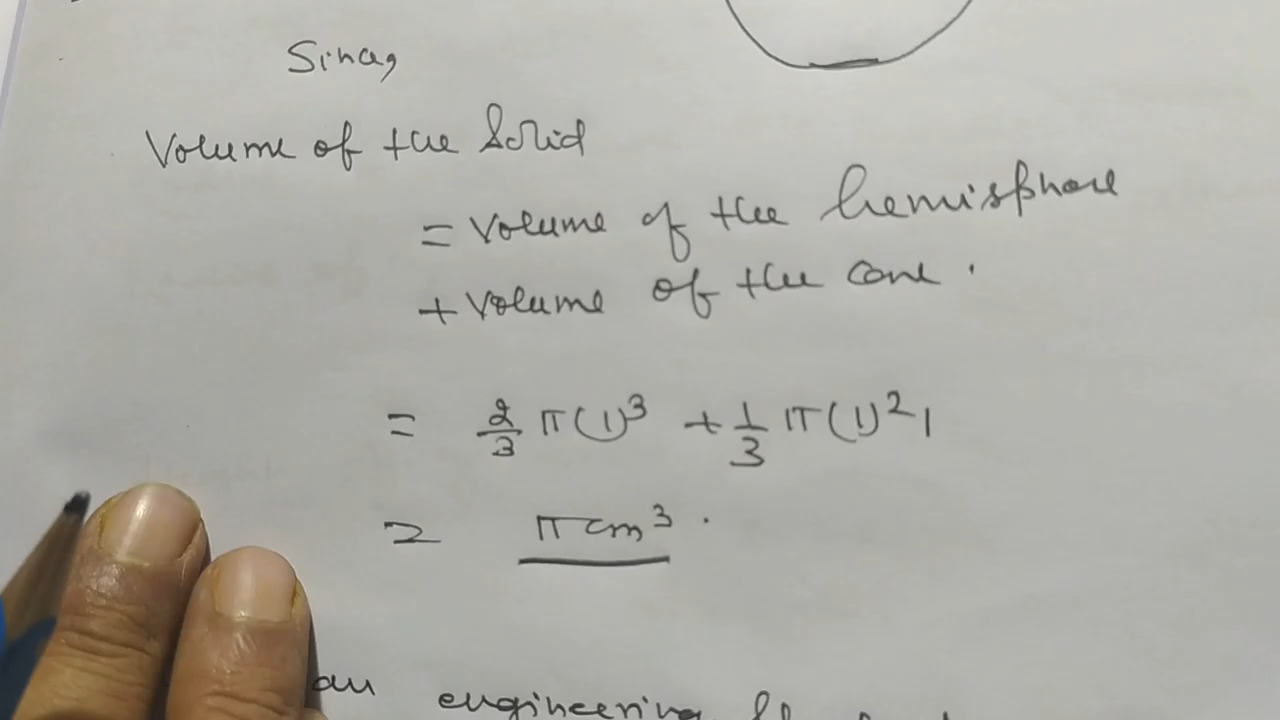 Since,
Volume of the Solid
= Volume of the hemisphere
+ Volume of the cone.
= 2/3 π(1)³ + 1/3 π(1)² 1
= π cm³.
an engineering